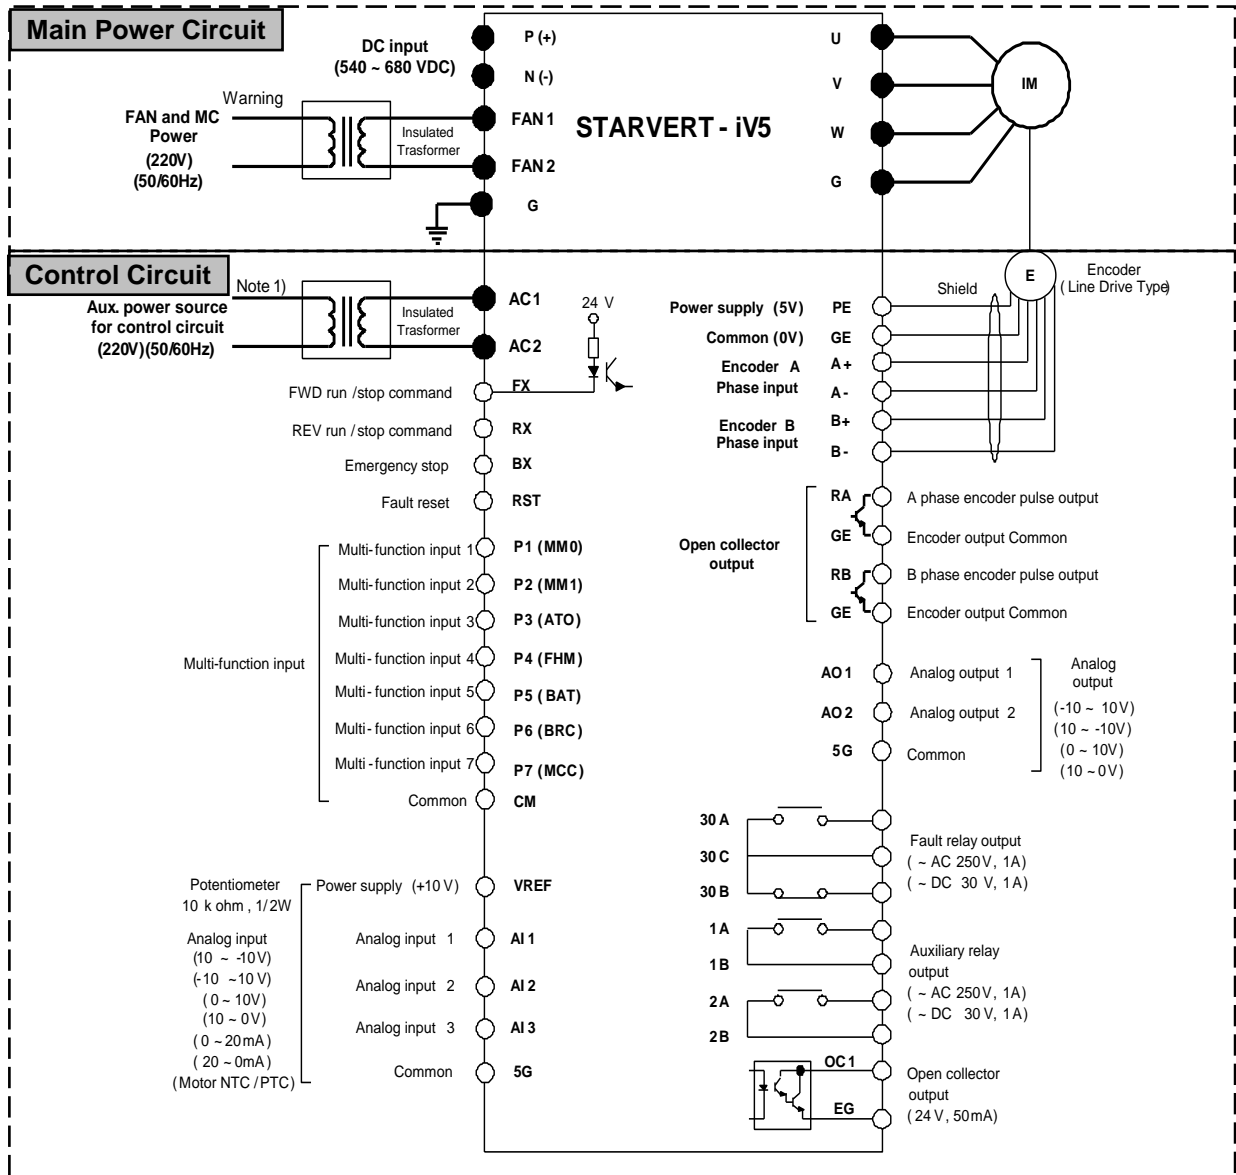 Main Power Circuit
DC input
(540 ~ 680 VDC)
P (+)
N (-)
Warning
FAN and MC
Power
(220V)
(50/60Hz)
Insulated
Trasformer
FAN 1
FAN 2
G
STARVERT - iV5
U
V
W
G
IM
Control Circuit
Note 1)
Aux. power source
for control circuit
(220V)(50/60Hz)
Insulated
Trasformer
AC 1
AC 2
24 V
FWD run / stop command
FX
REV run / stop command
RX
Emergency stop
BX
Fault reset
RST
Multi-function input
Multi-function input 1
P1 (MM0)
Multi-function input 2
P2 (MM1)
Multi-function input 3
P3 (ATO)
Multi-function input 4
P4 (FHM)
Multi-function input 5
P5 (BAT)
Multi-function input 6
P6 (BRC)
Multi-function input 7
P7 (MCC)
Common
CM
Potentiometer
10 k ohm , 1/2W
Power supply (+10 V)
VREF
Analog input
(10 ~ -10V)
(-10 ~10 V)
( 0 ~ 10V)
(10 ~ 0V)
( 0 ~ 20mA)
( 20 ~ 0mA)
(Motor NTC / PTC)
Analog input 1
AI 1
Analog input 2
AI 2
Analog input 3
AI 3
Common
5G
E
Encoder
( Line Drive Type)
Shield
Power supply (5V)
PE
Common (0V)
GE
Encoder A
Phase input
A +
A -
Encoder B
Phase input
B+
B -
Open collector
output
RA
A phase encoder pulse output
GE
Encoder output Common
RB
B phase encoder pulse output
GE
Encoder output Common
AO 1
Analog output 1
AO 2
Analog output 2
5G
Common
Analog
output
(-10 ~ 10V)
(10 ~ -10V)
(0 ~ 10V)
(10 ~ 0V)
30 A
30 C
30 B
Fault relay output
( ~ AC 250V, 1A)
( ~ DC 30 V, 1A)
1 A
1 B
2 A
2 B
Auxiliary relay
output
( ~ AC 250V, 1A)
( ~ DC 30 V, 1A)
OC 1
EG
Open collector
output
( 24 V , 50mA)